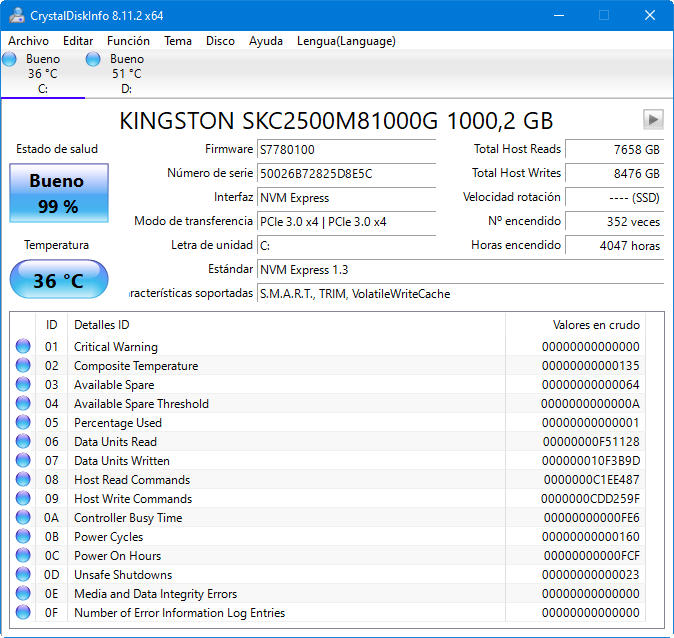 CrystalDiskInfo 8.11.2 x64
Archivo Editar Función Tema Disco Ayuda Lengua(Language)
Bueno Bueno
36 °C 51 °C
C: D:
KINGSTON SKC2500M81000G 1000,2 GB
Estado de salud
Bueno
99 %
Temperatura
36 °C
Firmware S7780100
Número de serie 50026B72825D8E5C
Interfaz NVM Express
Modo de transferencia PCIe 3.0 x4 | PCIe 3.0 x4
Letra de unidad C:
Estándar NVM Express 1.3
racterísticas soportadas S.M.A.R.T., TRIM, VolatileWriteCache
Total Host Reads 7658 GB
Total Host Writes 8476 GB
Velocidad rotación ---- (SSD)
Nº encendido 352 veces
Horas encendido 4047 horas
ID Detalles ID Valores en crudo
01 Critical Warning 00000000000000
02 Composite Temperature 00000000000135
03 Available Spare 00000000000064
04 Available Spare Threshold 0000000000000A
05 Percentage Used 00000000000001
06 Data Units Read 00000000F51128
07 Data Units Written 000000010F3B9D
08 Host Read Commands 0000000C1EE487
09 Host Write Commands 0000000CDD259F
0A Controller Busy Time 00000000000FE6
0B Power Cycles 00000000000160
0C Power On Hours 00000000000FCF
0D Unsafe Shutdowns 00000000000023
0E Media and Data Integrity Errors 00000000000000
0F Number of Error Information Log Entries 00000000000000